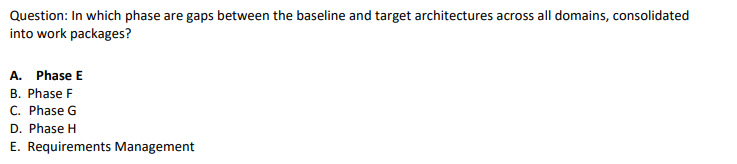 Question: In which phase are gaps between the baseline and target architectures across all domains, consolidated
into work packages?
A. Phase E
B. Phase F
C. Phase G
D. Phase H
E. Requirements Management